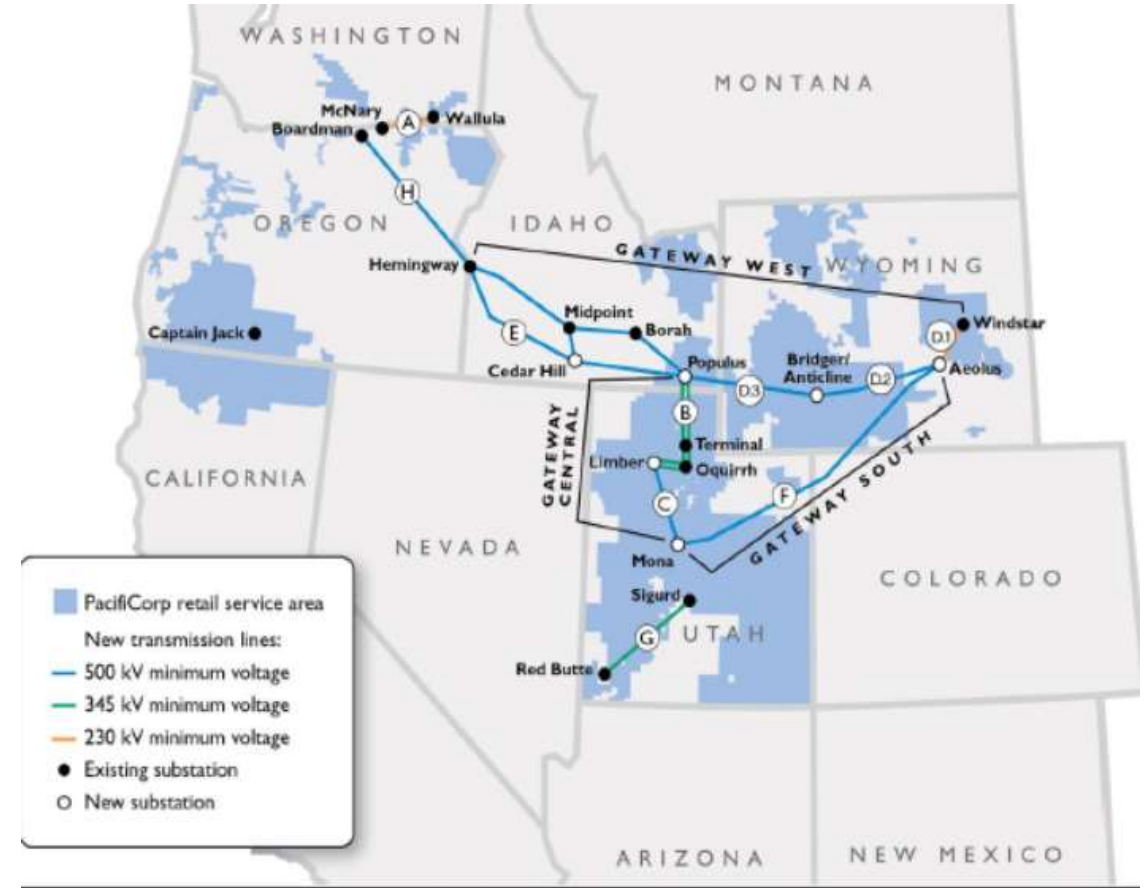 WASHINGTON
MONTANA
McNary
A
Wallula
Boardman
H
OREGON
IDAHO
GATEWAY WEST
WYOMING
Hemingway
Captain Jack
E
Midpoint
Borah
Windstar
D1
Cedar Hill
Populus
Bridger/
Anticline
D2
Aeolus
D3
B
GATEWAY
CENTRAL
Terminal
Limber
Oquirrh
C
F
GATEWAY SOUTH
CALIFORNIA
NEVADA
Mona
COLORADO
Sigurd
G
UTAH
Red Butte
PacifiCorp retail service area
New transmission lines:
500 kV minimum voltage
345 kV minimum voltage
230 kV minimum voltage
Existing substation
New substation
ARIZONA
NEW MEXICO